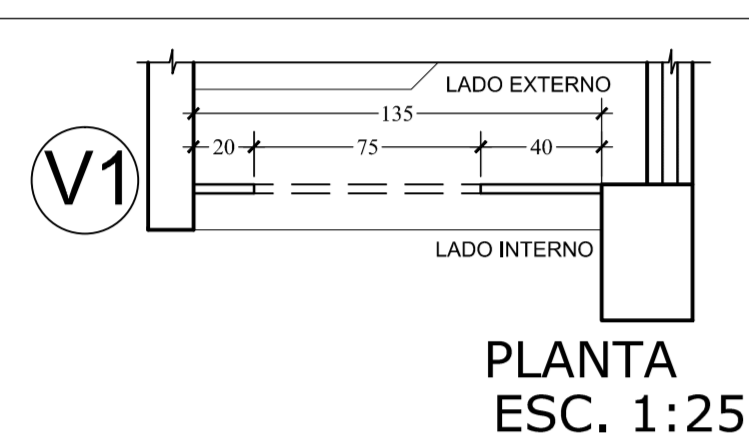 LADO EXTERNO
135
20 75 40
V1
LADO INTERNO
PLANTA
ESC. 1:25